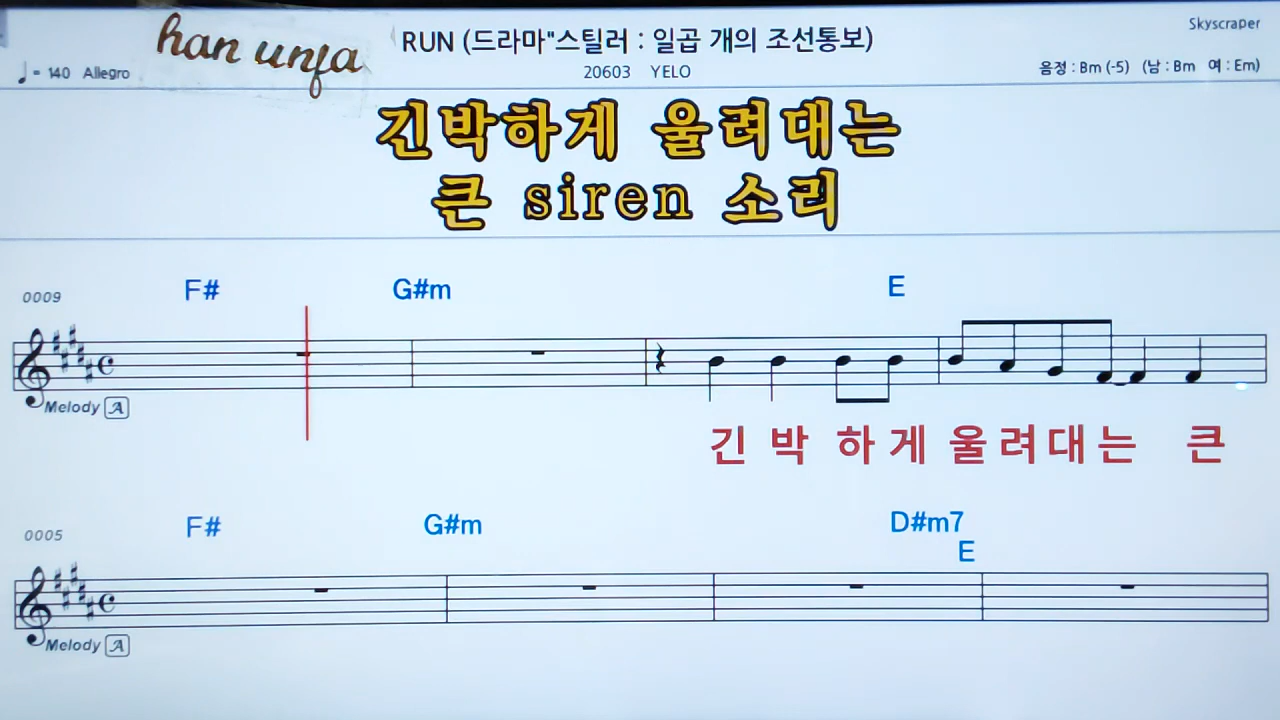 han unja
RUN (드라마"스틸러 : 일곱 개의 조선통보)
Skyscraper
♩= 140 Allegro
20603 YELO
음정 : Bm (-5) (남 : Bm 여 : Em)
긴박하게 울려대는
큰 siren 소리
0009
F# G#m E
Melody A
긴 박 하 게 울 려 대 는 큰
0005
F# G#m D#m7
E
Melody A